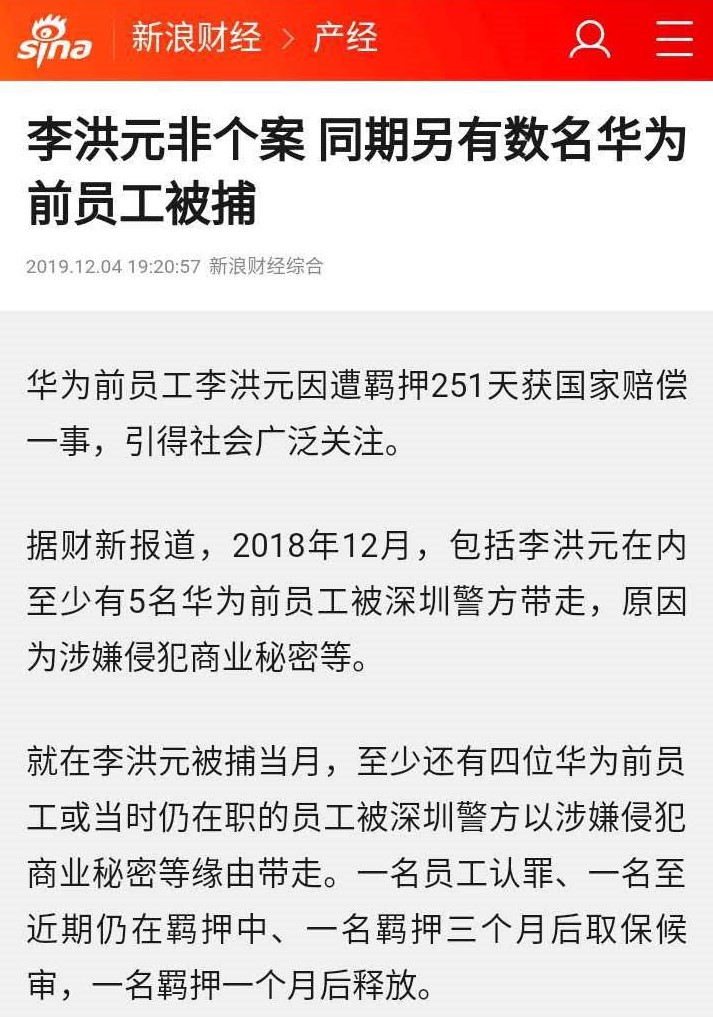 sina 新浪财经 > 产经
李洪元非个案 同期另有数名华为
前员工被捕
2019.12.04 19:20:57 新浪财经综合
华为前员工李洪元因遭羁押251天获国家赔偿
一事，引得社会广泛关注。
据财新报道，2018年12月，包括李洪元在内
至少有5名华为前员工被深圳警方带走，原因
为涉嫌侵犯商业秘密等。
就在李洪元被捕当月，至少还有四位华为前员
工或当时仍在职的员工被深圳警方以涉嫌侵犯
商业秘密等缘由带走。一名员工认罪、一名至
近期仍在羁押中、一名羁押三个月后取保候
审，一名羁押一个月后释放。